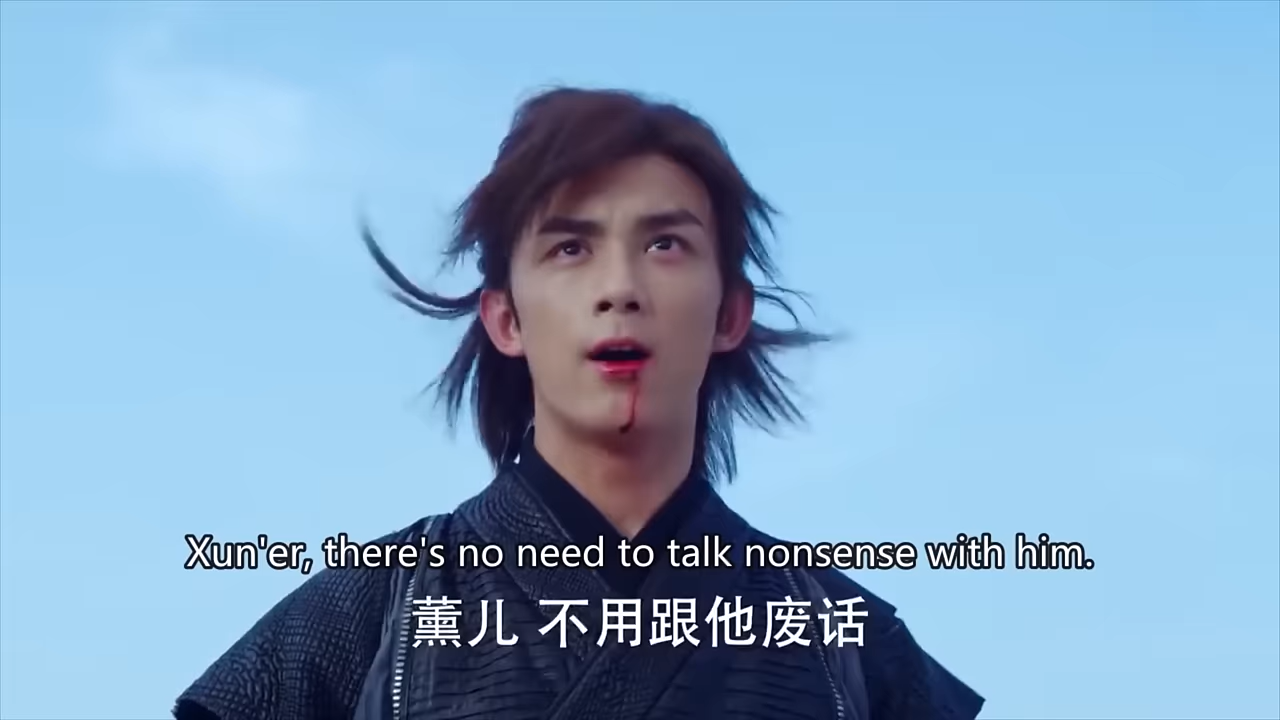 Xun'er, there's no need to talk nonsense with him.
薰儿 不用跟他废话